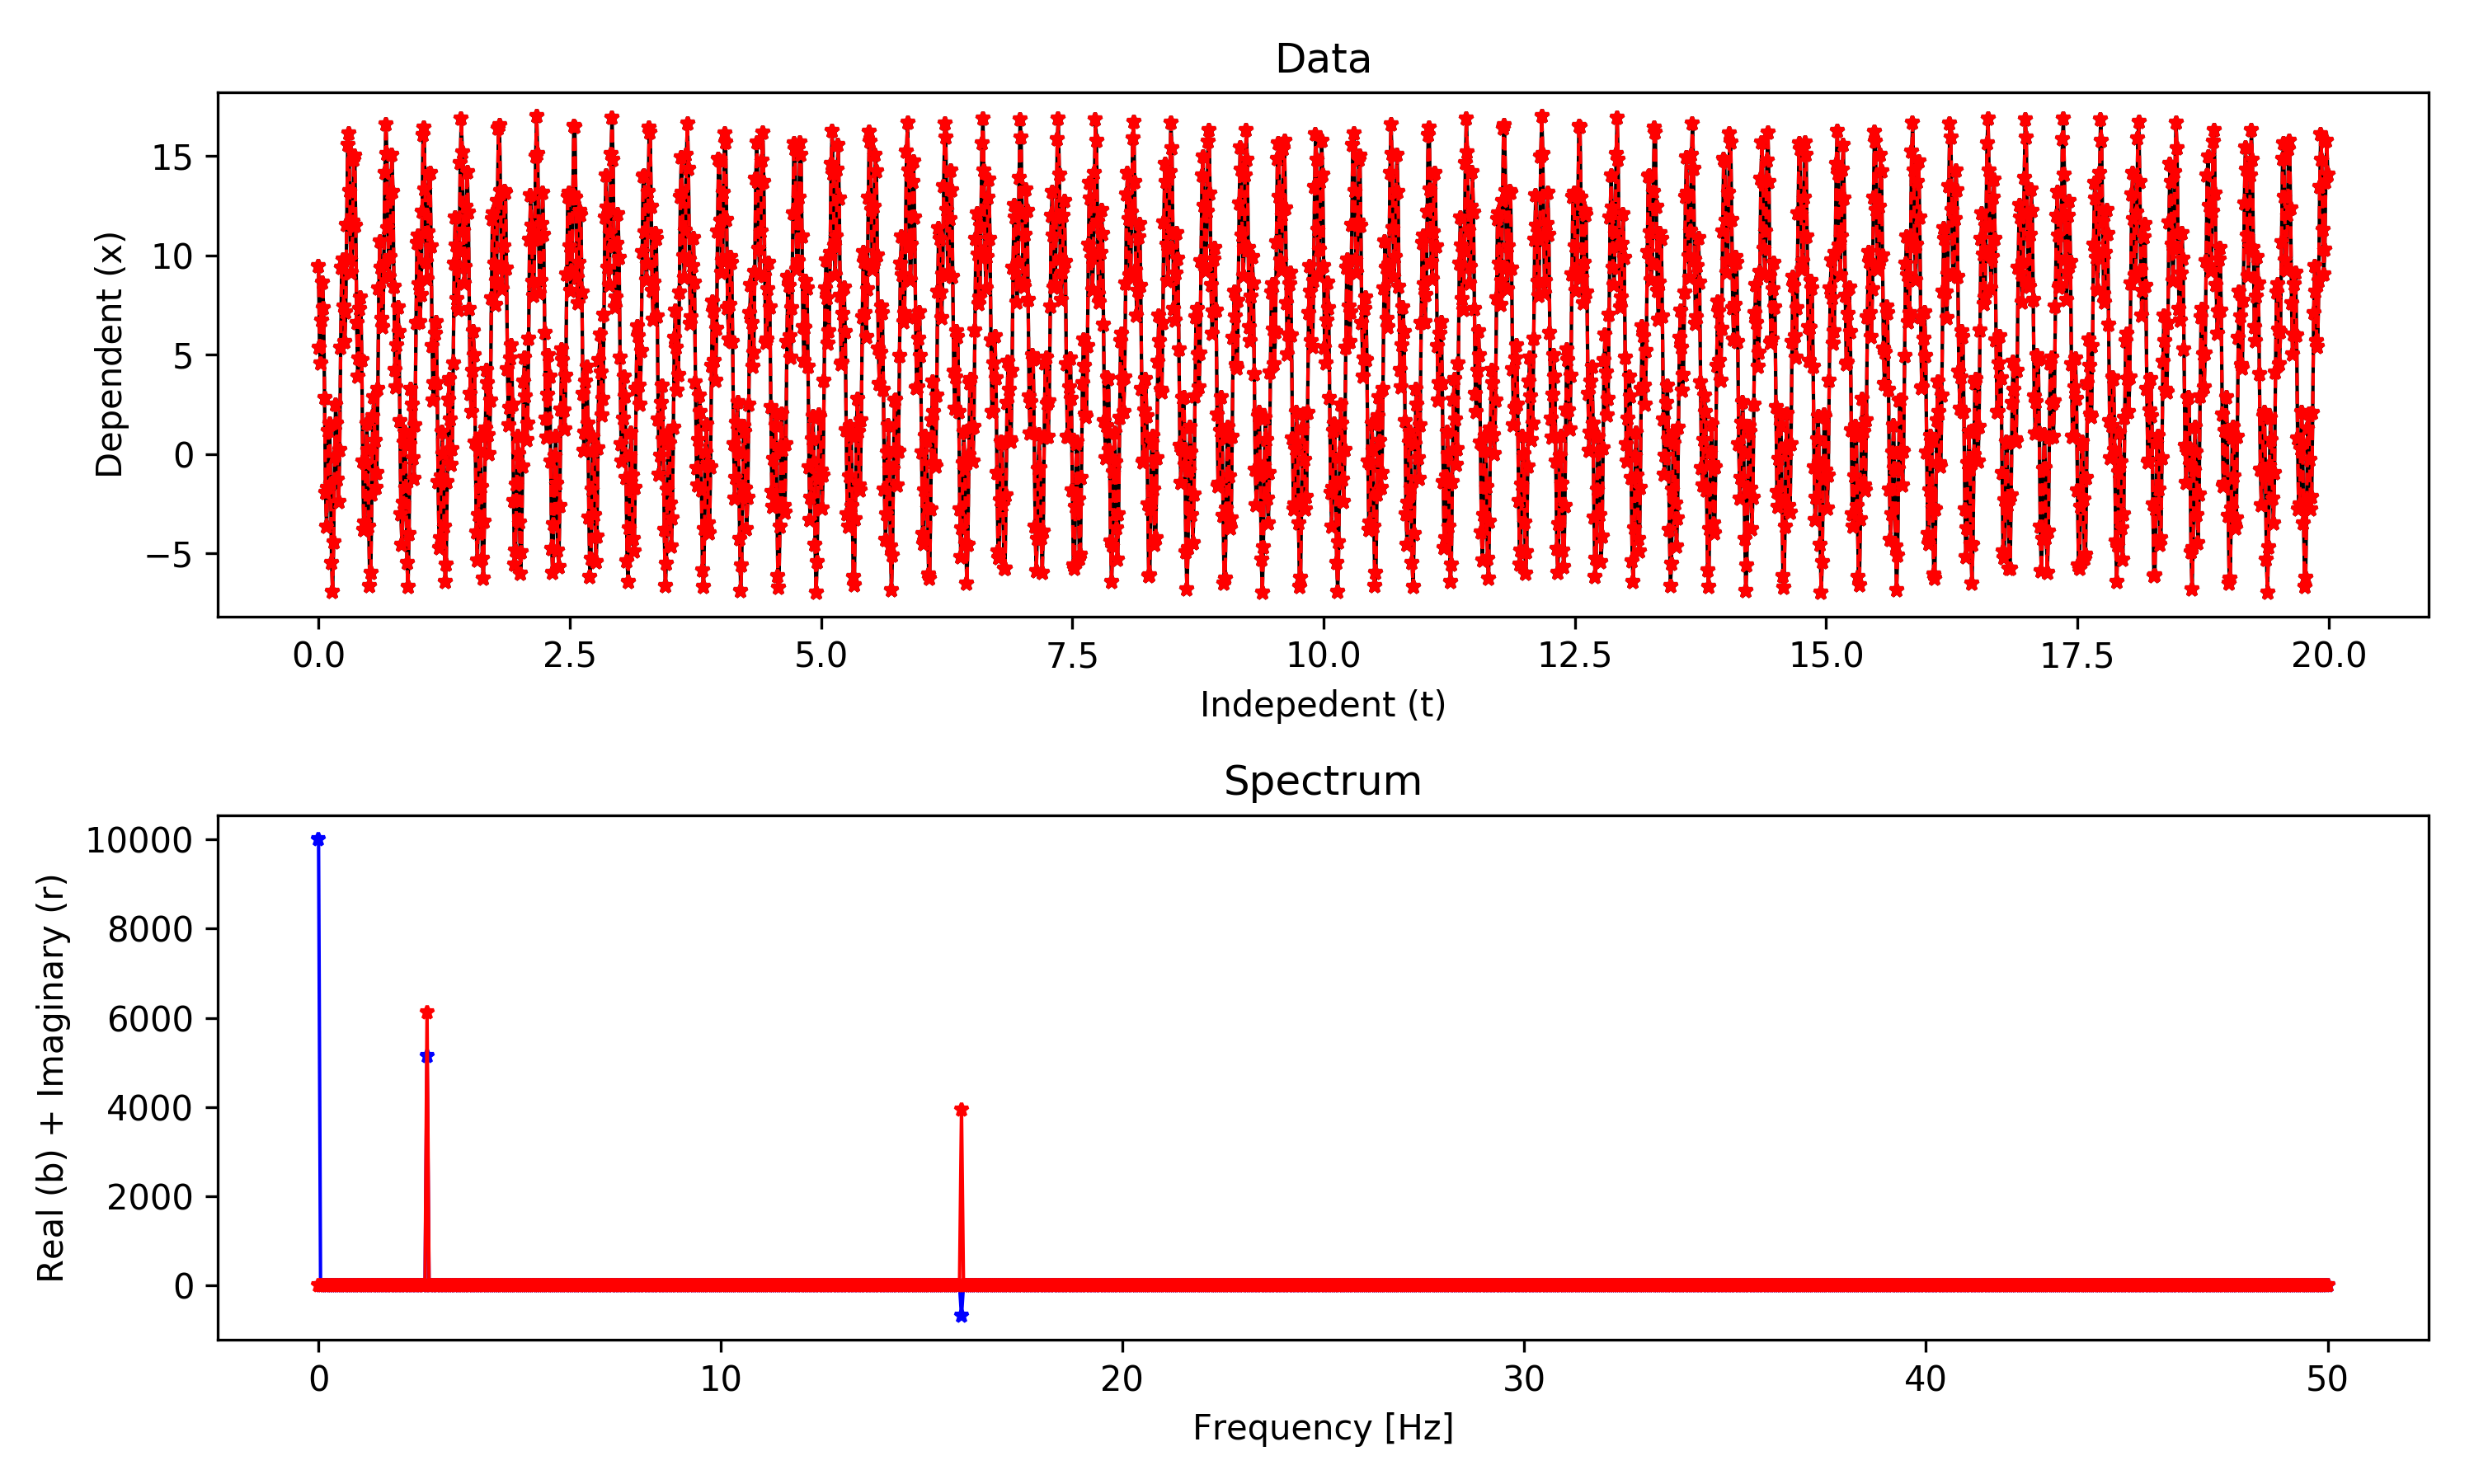 Data
Dependent (x)
15
10
5
0
−5
0.0 2.5 5.0 7.5 10.0 12.5 15.0 17.5 20.0
Indepedent (t)
Spectrum
Real (b) + Imaginary (r)
10000
8000
6000
4000
2000
0
0 10 20 30 40 50
Frequency [Hz]